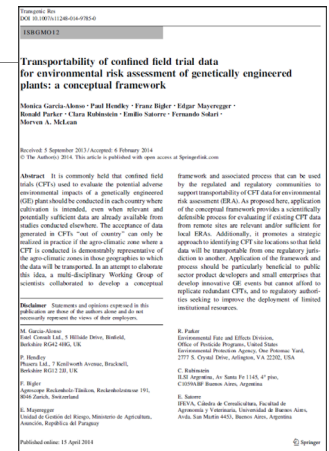 Transgenic Res
DOI 10.1007/s11248-014-9785-0
ISBGMO12
Transportability of confined field trial data
for environmental risk assessment of genetically engineered
plants: a conceptual framework
Monica Garcia-Alonso · Paul Hendley · Franz Bigler · Edgar Mayeregger ·
Ronald Parker · Clara Rubinstein · Emilio Satorre · Fernando Solari ·
Morven A. McLean
Received: 5 September 2013 / Accepted: 6 February 2014
© The Author(s) 2014. This article is published with open access at Springerlink.com
Abstract It is commonly held that confined field
trials (CFTs) used to evaluate the potential adverse
environmental impacts of a genetically engineered
(GE) plant should be conducted in each country where
cultivation is intended, even when relevant and
potentially sufficient data are already available from
studies conducted elsewhere. The acceptance of data
generated in CFTs "out of country" can only be
realized in practice if the agro-climatic zone where a
CFT is conducted is demonstrably representative of
the agro-climatic zones in those geographies to which
the data will be transported. In an attempt to elaborate
this idea, a multi-disciplinary Working Group of
scientists collaborated to develop a conceptual
Disclaimer Statements and opinions expressed in this
publication are those of the authors alone and do not
necessarily represent the views of their employers.
M. Garcia-Alonso
Estel Consult Ltd., 5 Hillside Drive, Binfield,
Berkshire RG42 4HG, UK
P. Hendley
Phasera Ltd., 7 Kenilworth Avenue, Bracknell,
Berkshire RG12 2JJ, UK
F. Bigler
Agroscope Reckenholz-Tänikon, Reckenholzstrasse 191,
8046 Zurich, Switzerland
E. Mayeregger
Unidad de Gestión del Riesgo, Ministerio de Agricultura,
Asunción, República del Paraguay
framework and associated process that can be used
by the regulated and regulatory communities to
support transportability of CFT data for environmental
risk assessment (ERA). As proposed here, application
of the conceptual framework provides a scientifically
defensible process for evaluating if existing CFT data
from remote sites are relevant and/or sufficient for
local ERAs. Additionally, it promotes a strategic
approach to identifying CFT site locations so that field
data will be transportable from one regulatory juris-
diction to another. Application of the framework and
process should be particularly beneficial to public
sector product developers and small enterprises that
develop innovative GE events but cannot afford to
replicate redundant CFTs, and to regulatory authori-
ties seeking to improve the deployment of limited
institutional resources.
R. Parker
Environmental Fate and Effects Division,
Office of Pesticide Programs, United States
Environmental Protection Agency, One Potomac Yard,
2777 S. Crystal Drive, Arlington, VA 22202, USA
C. Rubinstein
ILSI Argentina, Av Santa Fe 1145, 4° piso,
C1059ABF Buenos Aires, Argentina
E. Satorre
IFEVA, Cátedra de Cerealicultura, Facultad de
Agronomía y Veterinaria, Universidad de Buenos Aires,
Avda. San Martín 4453, Buenos Aires, Argentina
Published online: 15 April 2014
Springer